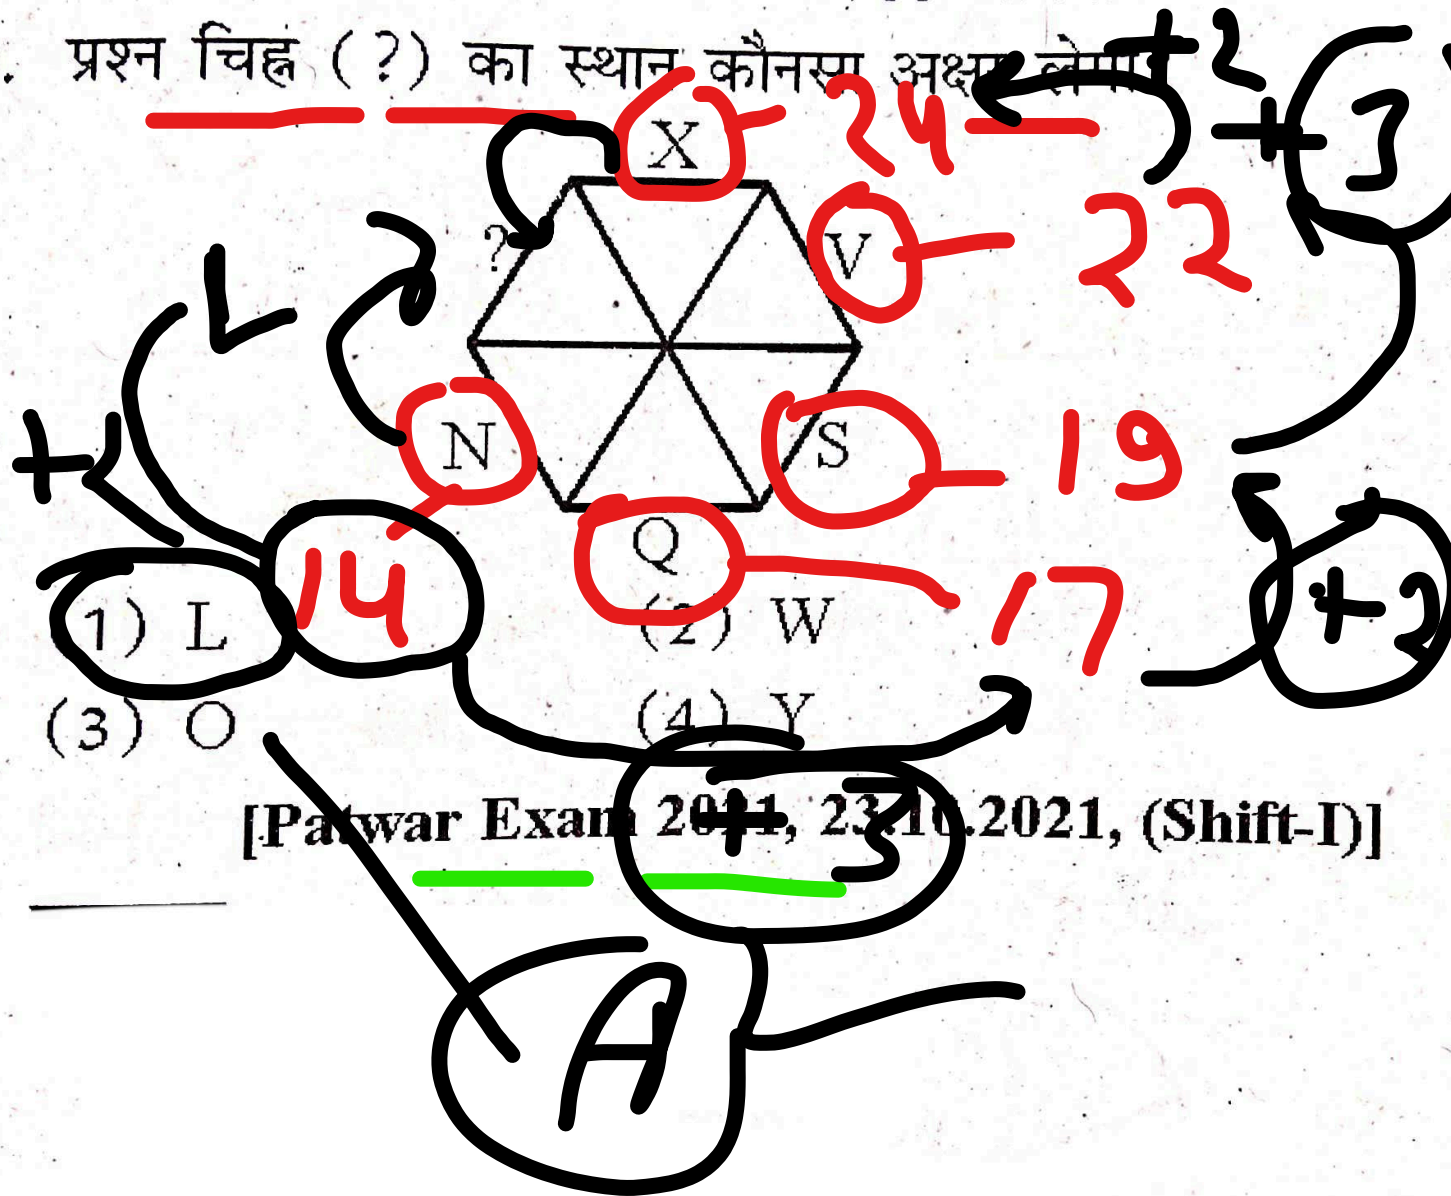 . प्रश्न चिह्न (?) का स्थान कौनसा अक्षर लेगा +2
X 24 + 3
? V 22
L
N S 19
+ 14 Q 17 + 2
(1) L (2) W
(3) O (4) Y
+ 3
[Patwar Exam 2021, 23.10.2021, (Shift-I)]
A